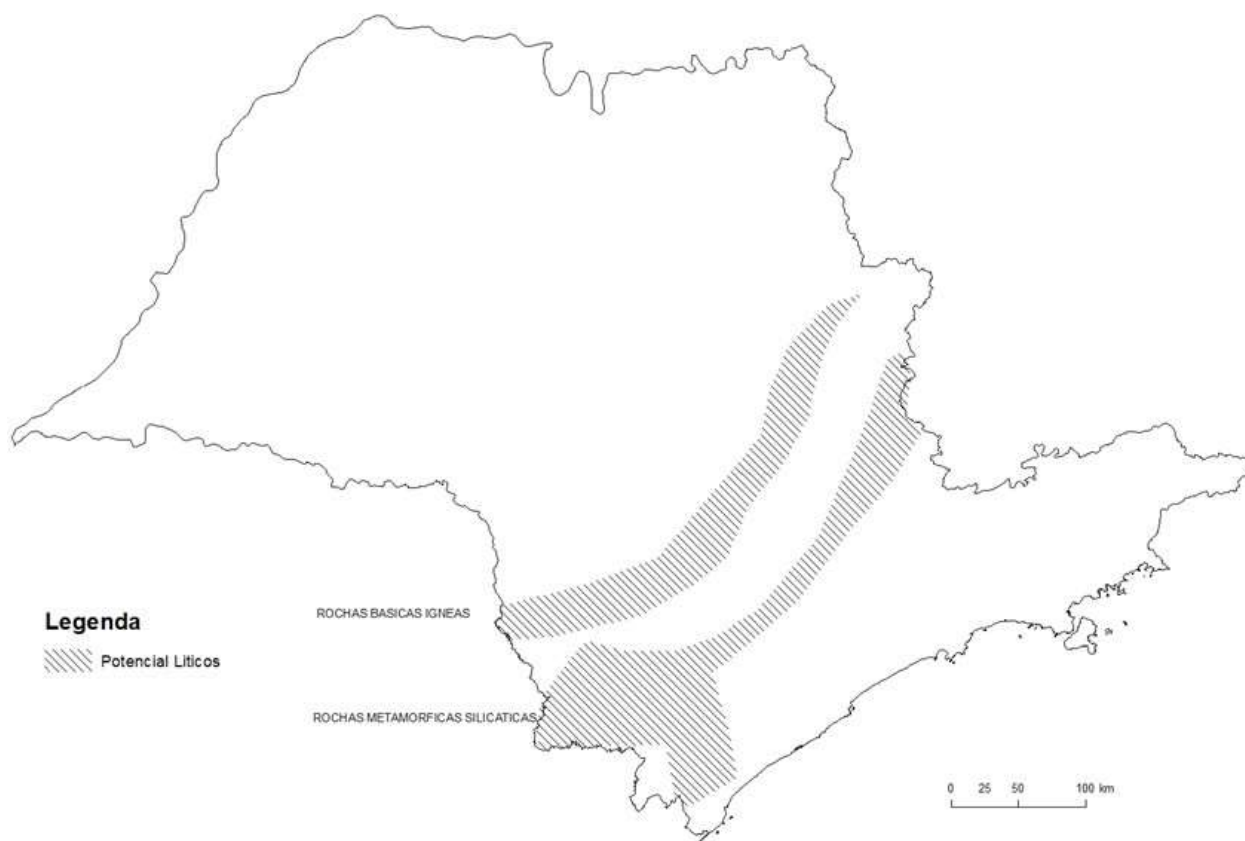 ROCHAS BASICAS IGNEAS
Legenda
Potencial Liticos
ROCHAS METAMORFICAS SILICATICAS
0 25 50 100 km